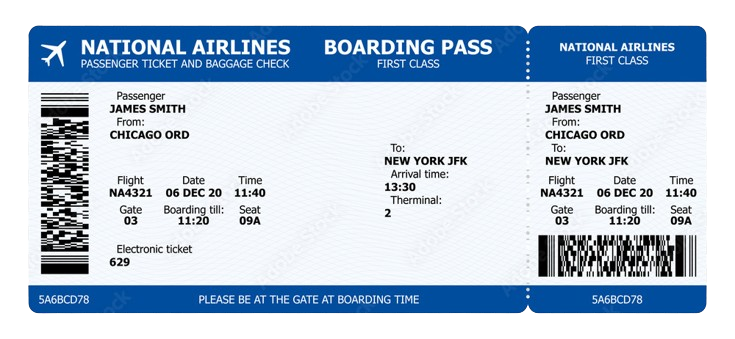 NATIONAL AIRLINES
PASSENGER TICKET AND BAGGAGE CHECK
BOARDING PASS
FIRST CLASS
Passenger
JAMES SMITH
From:
CHICAGO ORD
To:
NEW YORK JFK
Arrival time:
13:30
Therminal:
2
Flight Date Time
NA4321 06 DEC 20 11:40
Gate Boarding till: Seat
03 11:20 09A
Electronic ticket
629
5A6BCD78 PLEASE BE AT THE GATE AT BOARDING TIME
NATIONAL AIRLINES
FIRST CLASS
Passenger
JAMES SMITH
From:
CHICAGO ORD
To:
NEW YORK JFK
Flight Date Time
NA4321 06 DEC 20 11:40
Gate Boarding till: Seat
03 11:20 09A
5A6BCD78